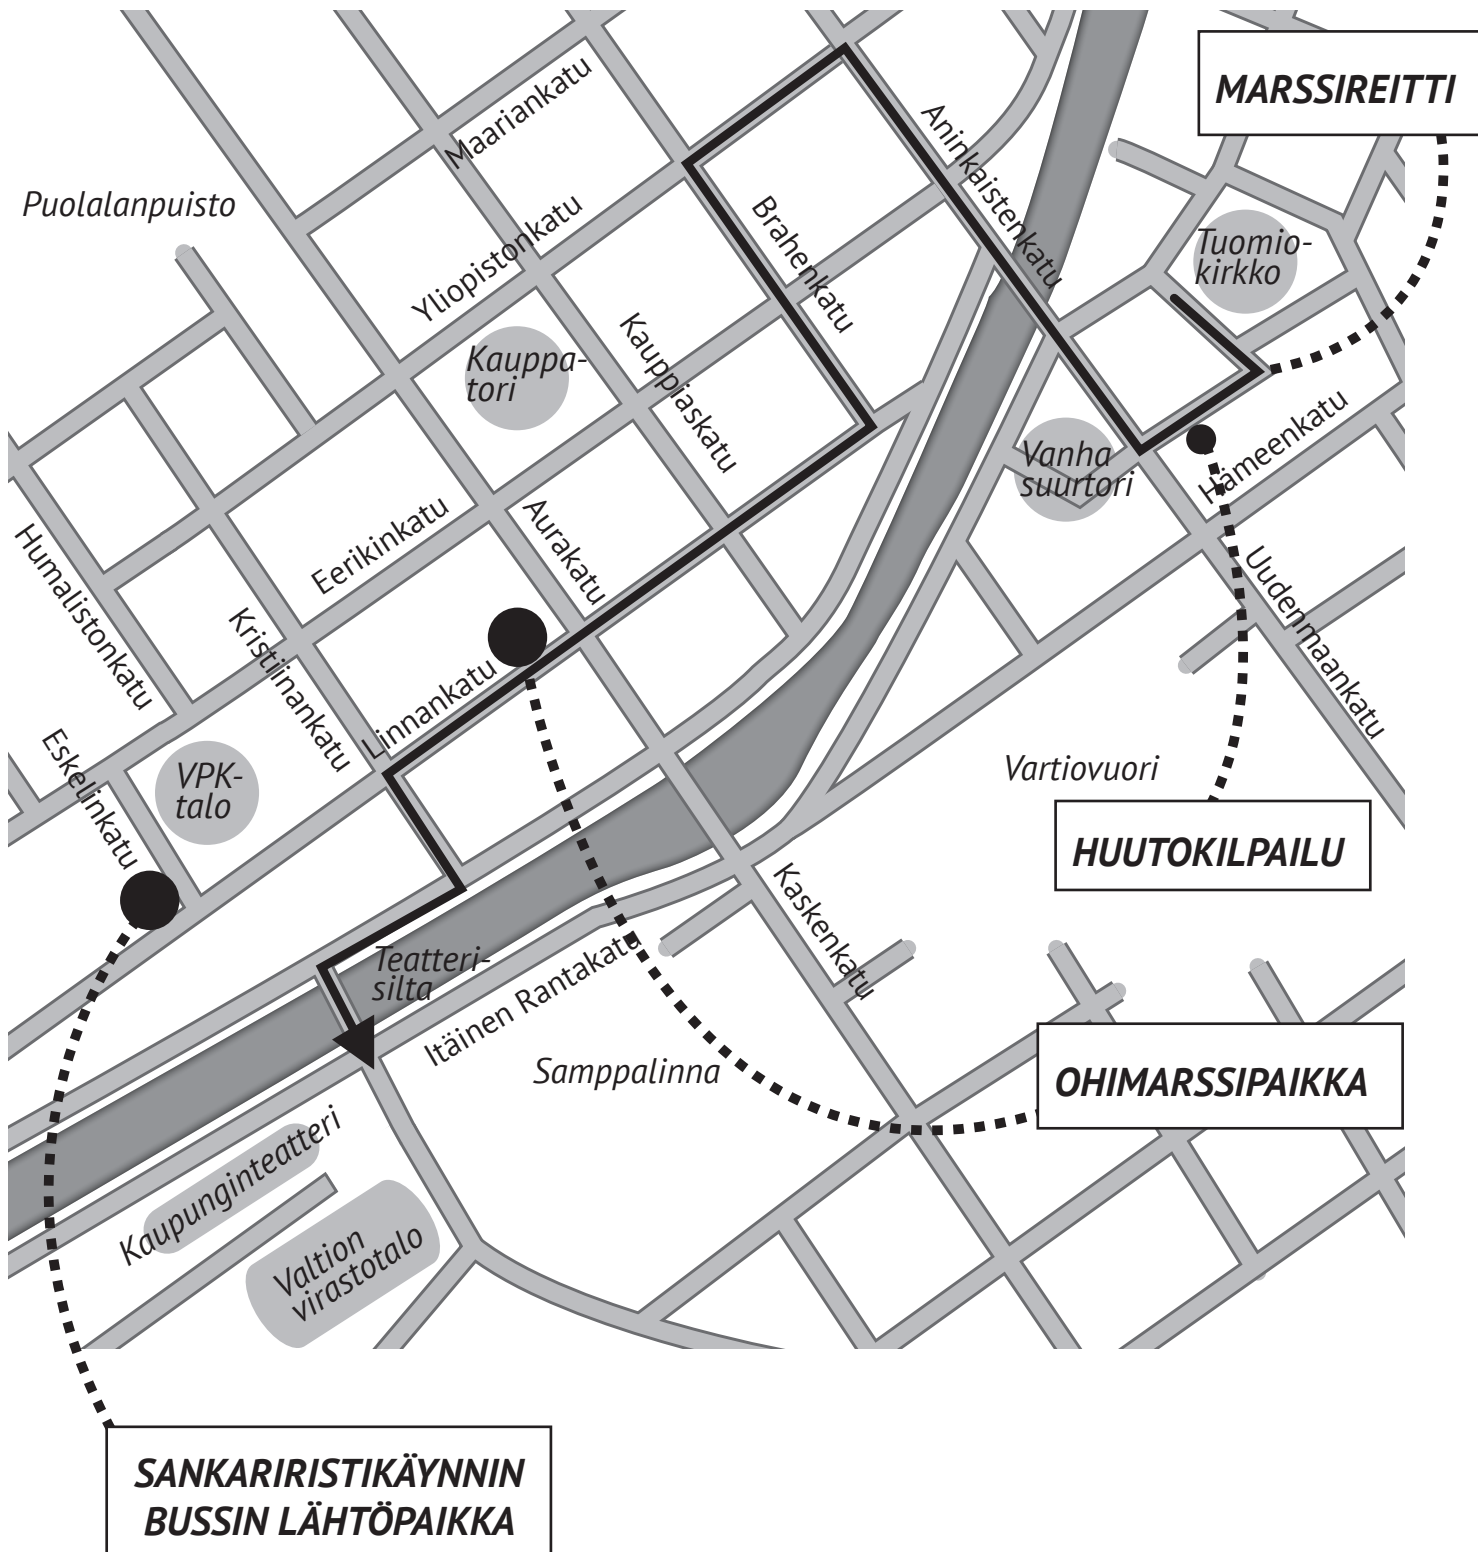 MARSSIREITTI
Maariankatu
Aninkaistenkatu
Puolalanpuisto
Yliopistonkatu
Brahenkatu
Tuomio-
kirkko
Kauppa-
tori
Kauppiaskatu
Vanha
suurtori
Hämeenkatu
Humalistonkatu
Eerikinkatu
Aurakatu
Uudenmaankatu
Kristiinankatu
Linnankatu
Eskelinkatu
VPK-
talo
Vartiovuori
HUUTOKILPAILU
Kaskenkatu
Teatteri-
silta
Itäinen Rantakatu
Samppalinna
OHIMARSSIPAIKKA
Kaupunginteatteri
Valtion
virastotalo
SANKARIRISTIKÄYNNIN
BUSSIN LÄHTÖPAIKKA